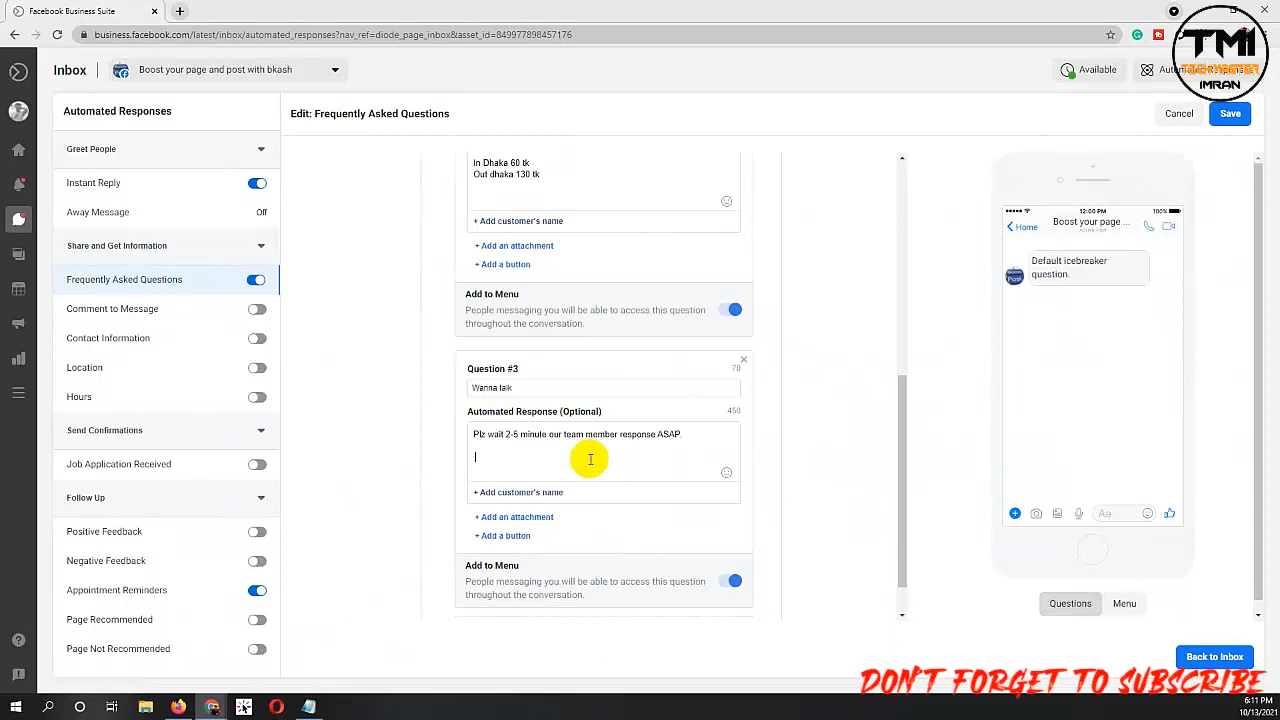 Facebook Business Suite
business.facebook.com/latest/inbox/automated_responses?nav_ref=diode_page_inbox&asset_id=849977898457176
TMI
TECHMASTER
IMRAN
Inbox
Boost your page and post with bkash
Available
Automated Responses
Automated Responses
Greet People
Instant Reply
Away Message
Off
Share and Get Information
Frequently Asked Questions
Comment to Message
Contact Information
Location
Hours
Send Confirmations
Job Application Received
Follow Up
Positive Feedback
Negative Feedback
Appointment Reminders
Page Recommended
Page Not Recommended
Edit: Frequently Asked Questions
Cancel
Save
In Dhaka 60 tk
Out dhaka 130 tk
+ Add customer's name
+ Add an attachment
+ Add a button
Add to Menu
People messaging you will be able to access this question
throughout the conversation.
Question #3
70
Wanna talk
Automated Response (Optional)
450
Plz wait 2-5 minute our team member response ASAP.
+ Add customer's name
+ Add an attachment
+ Add a button
Add to Menu
People messaging you will be able to access this question
throughout the conversation.
12:00 PM
100%
Home
Boost your page ...
Default icebreaker
question.
Aa
Questions
Menu
Back to Inbox
DON'T FORGET TO SUBSCRIBE
6:11 PM
10/13/2021